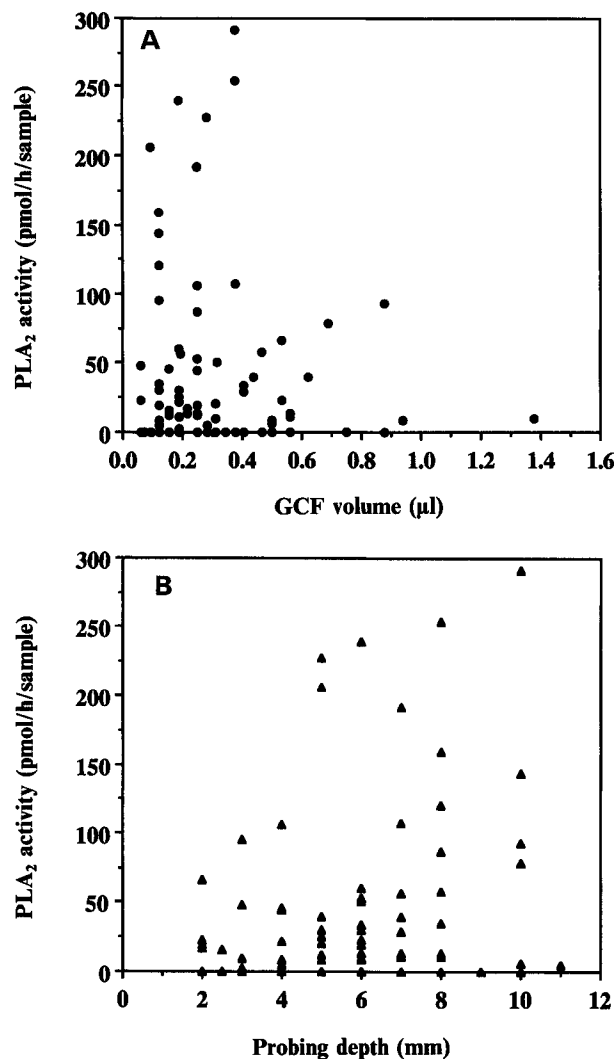 A
300
250
200
150
100
50
0
PLA₂ activity (pmol/h/sample)
0.0 0.2 0.4 0.6 0.8 1.0 1.2 1.4 1.6
GCF volume (µl)
B
300
250
200
150
100
50
0
PLA₂ activity (pmol/h/sample)
0 2 4 6 8 10 12
Probing depth (mm)